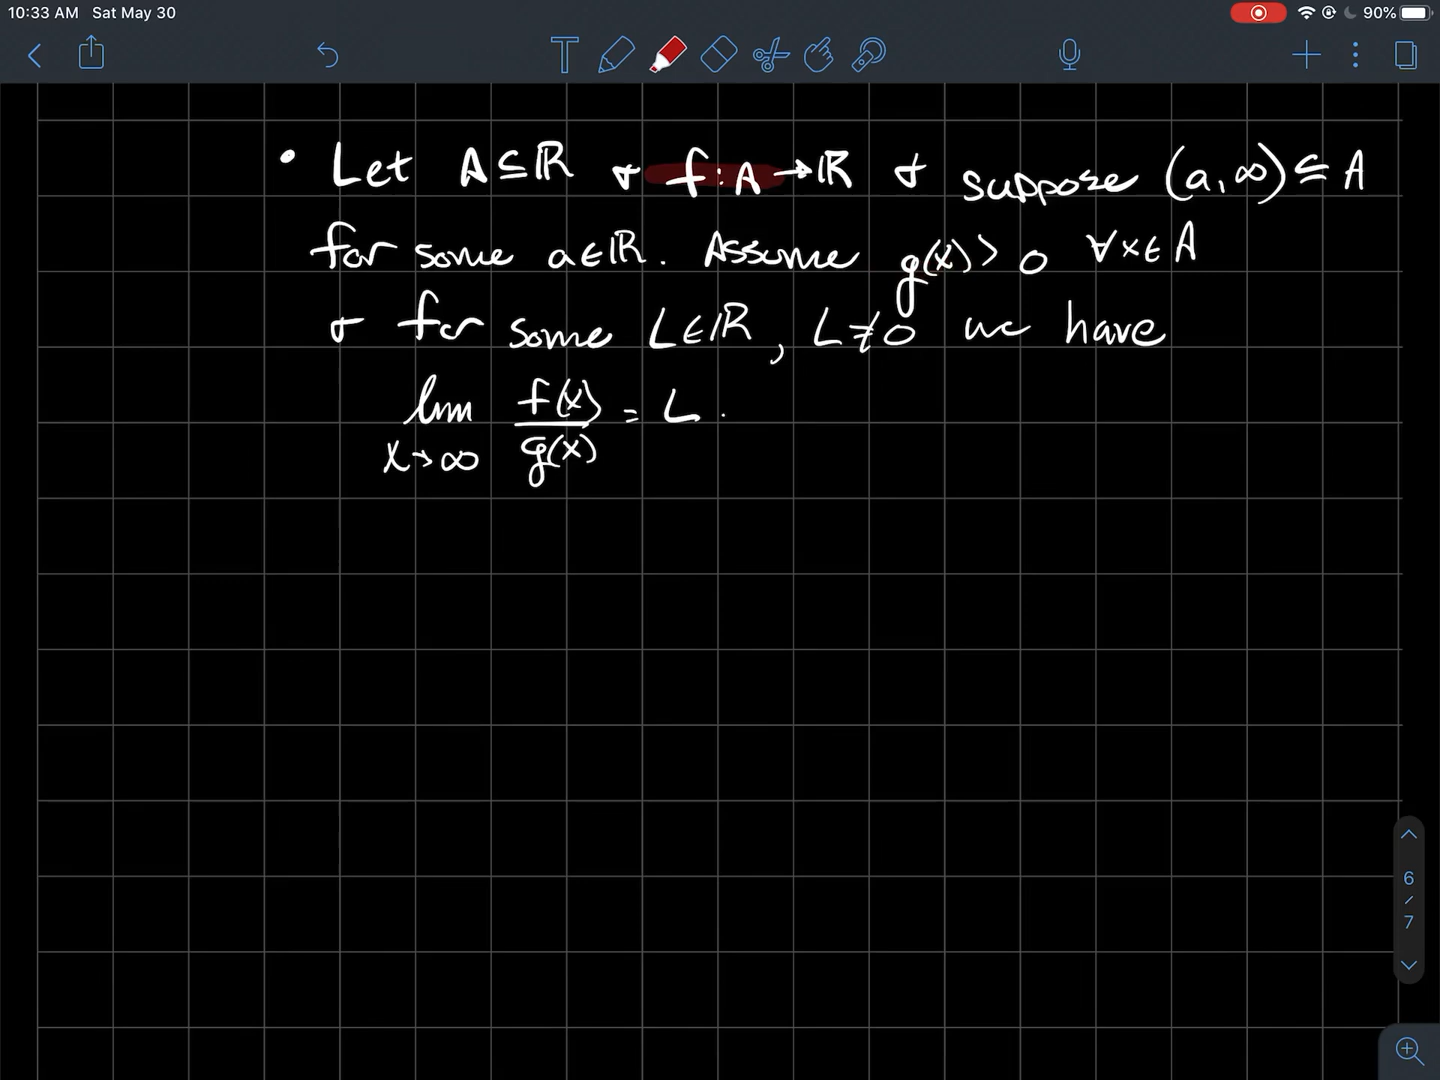 10:33 AM Sat May 30
90%
T
• Let A ⊆ ℝ & f: A → ℝ & suppose (a, ∞) ⊆ A
for some a ∈ ℝ. Assume g(x) > 0 ∀x ∈ A
& for some L ∈ ℝ, L ≠ 0 we have
lim x→∞ f(x)/g(x) = L.
6
/
7